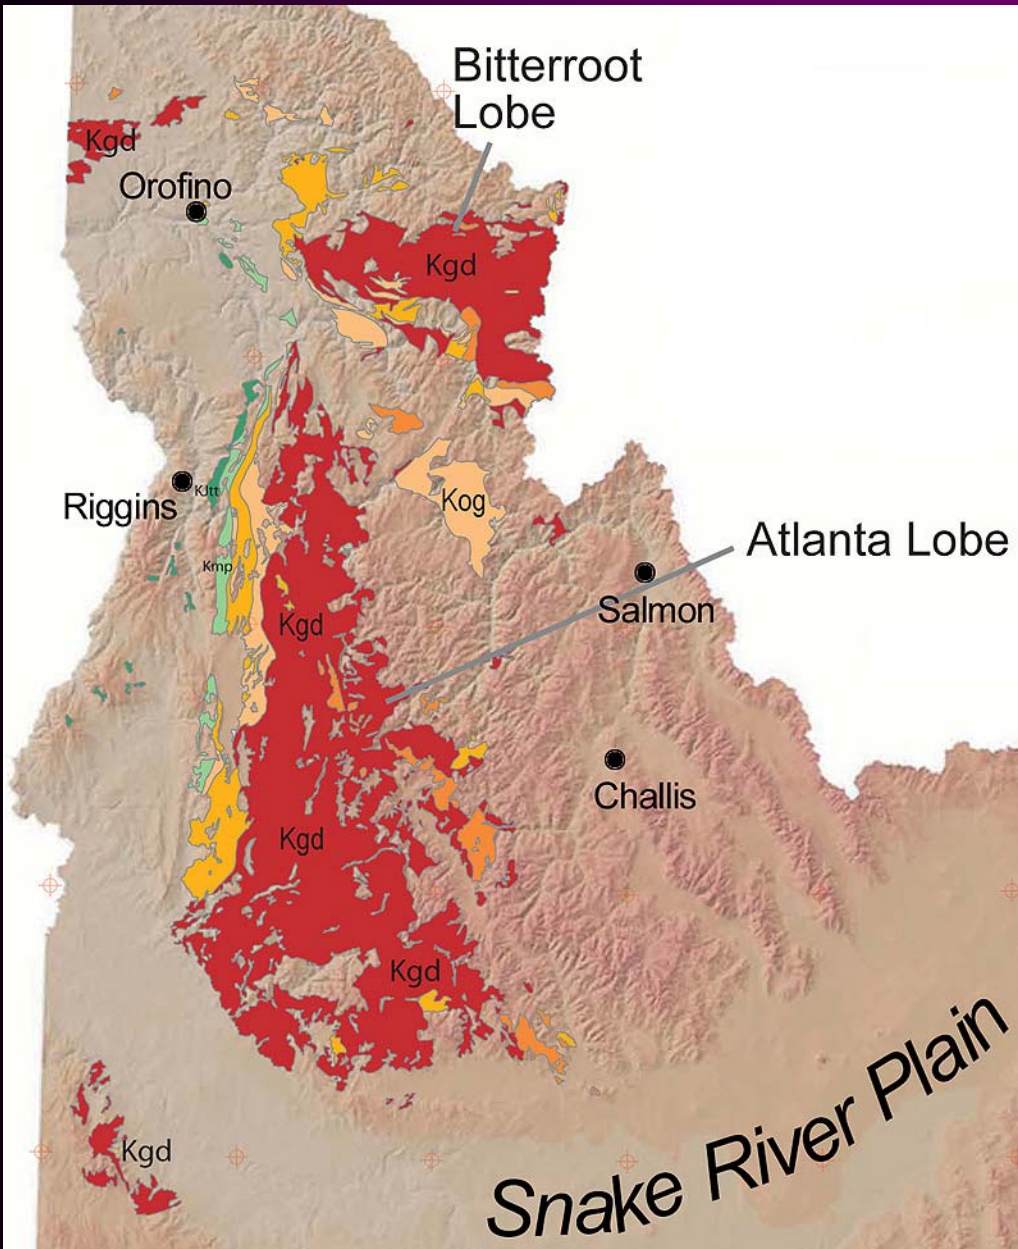 Bitterroot
Lobe
Kgd
Orofino
Kgd
Riggins
KJtt
Kog
Atlanta Lobe
Kmp
Salmon
Kgd
Challis
Kgd
Kgd
Snake River Plain
Kgd